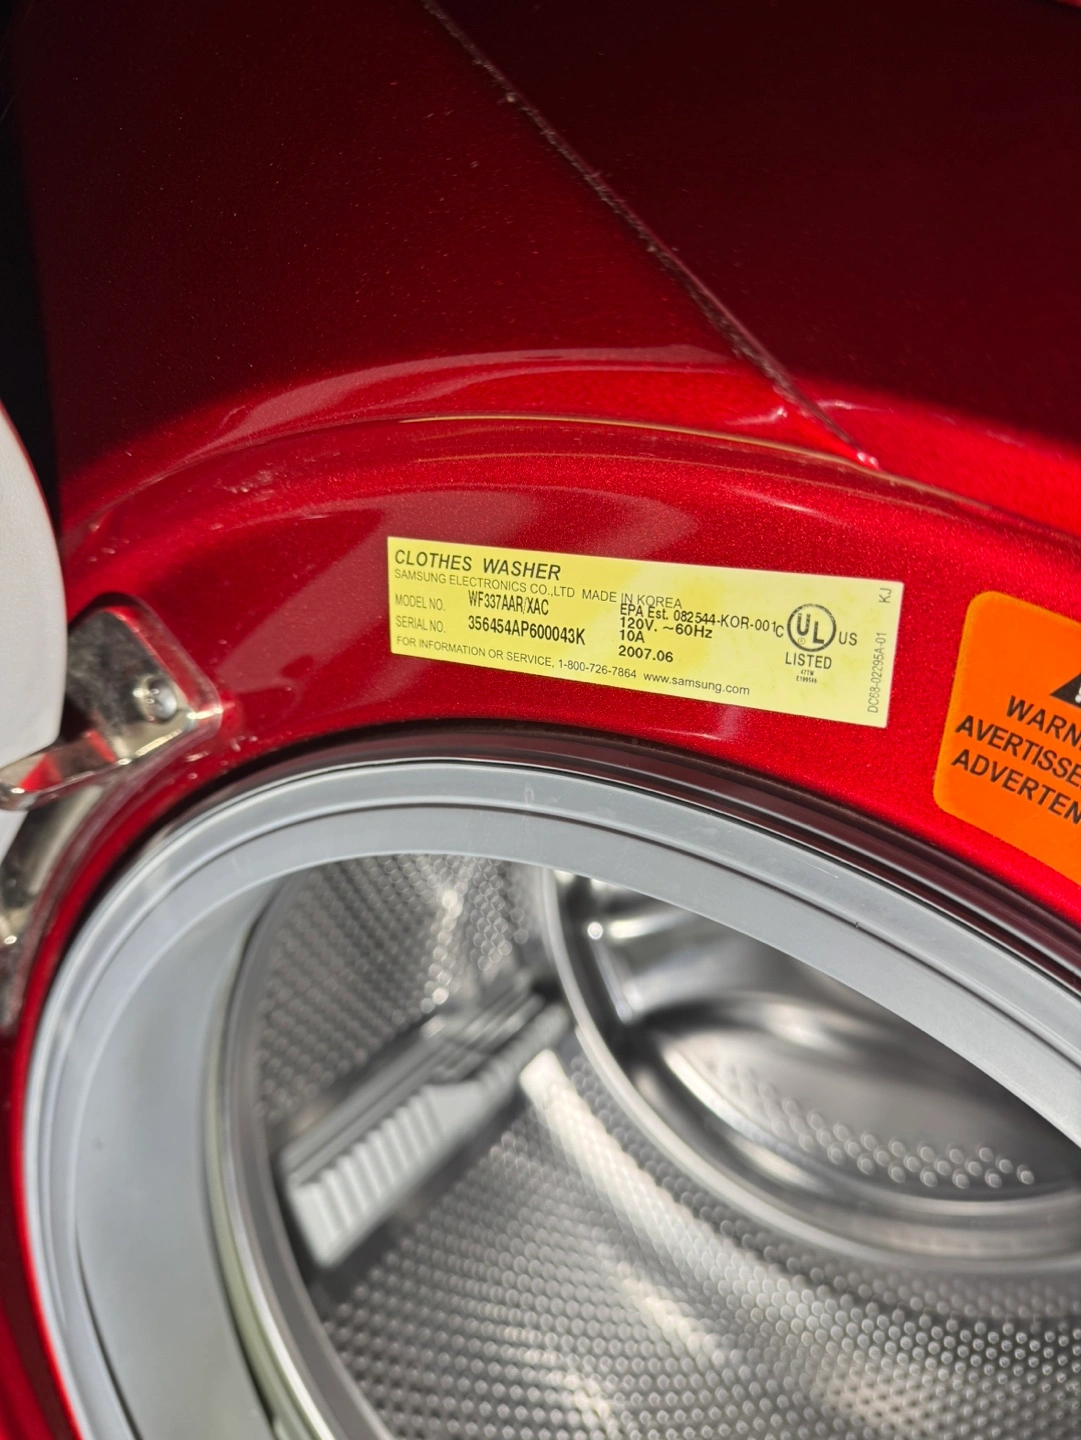 CLOTHES WASHER
SAMSUNG ELECTRONICS CO.,LTD MADE IN KOREA
MODEL NO. WF337AAR/XAC
SERIAL NO. 356454AP600043K
EPA Est. 082544-KOR-001
120V. ~60Hz
10A
2007.06
FOR INFORMATION OR SERVICE, 1-800-726-7864 www.samsung.com
C UL US
LISTED
KJ
DC68-02295A-01
WARN
AVERTISSE
ADVERTEN